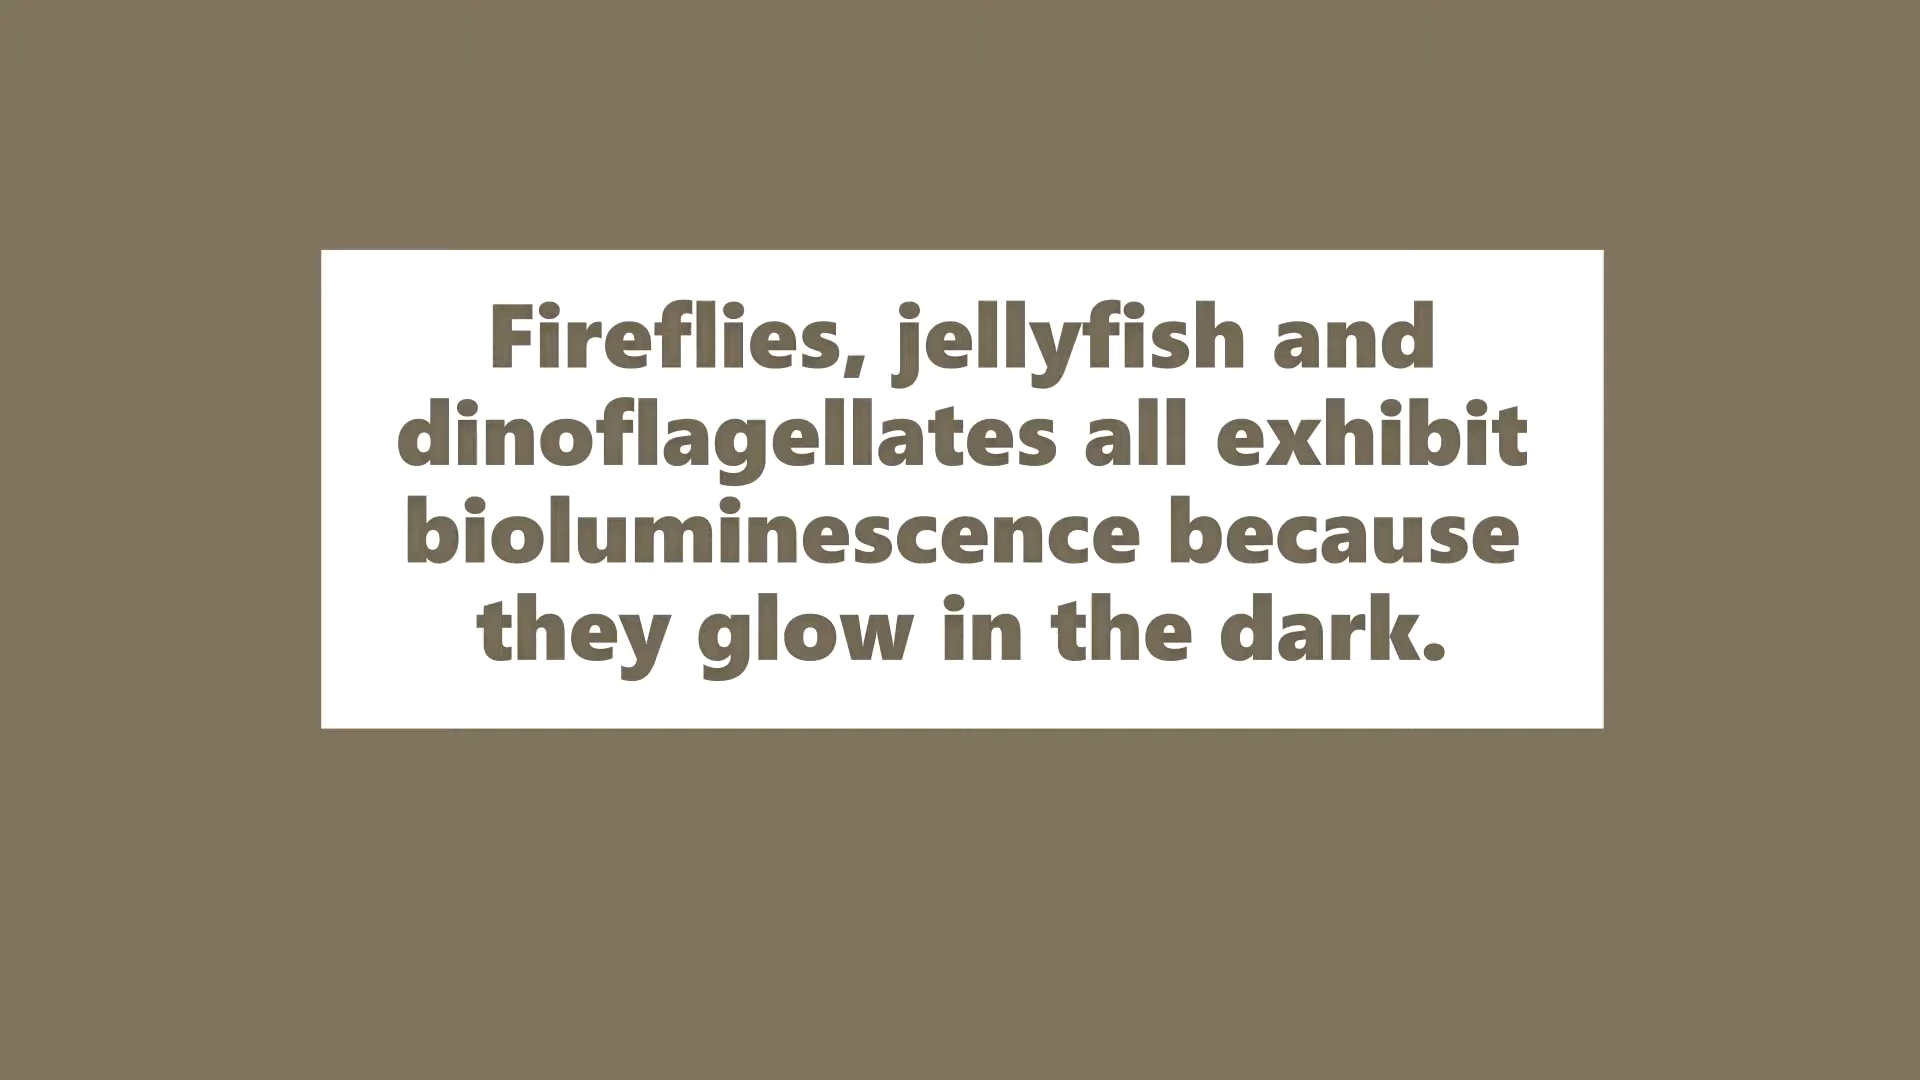 Fireflies, jellyfish and
dinoflagellates all exhibit
bioluminescence because
they glow in the dark.